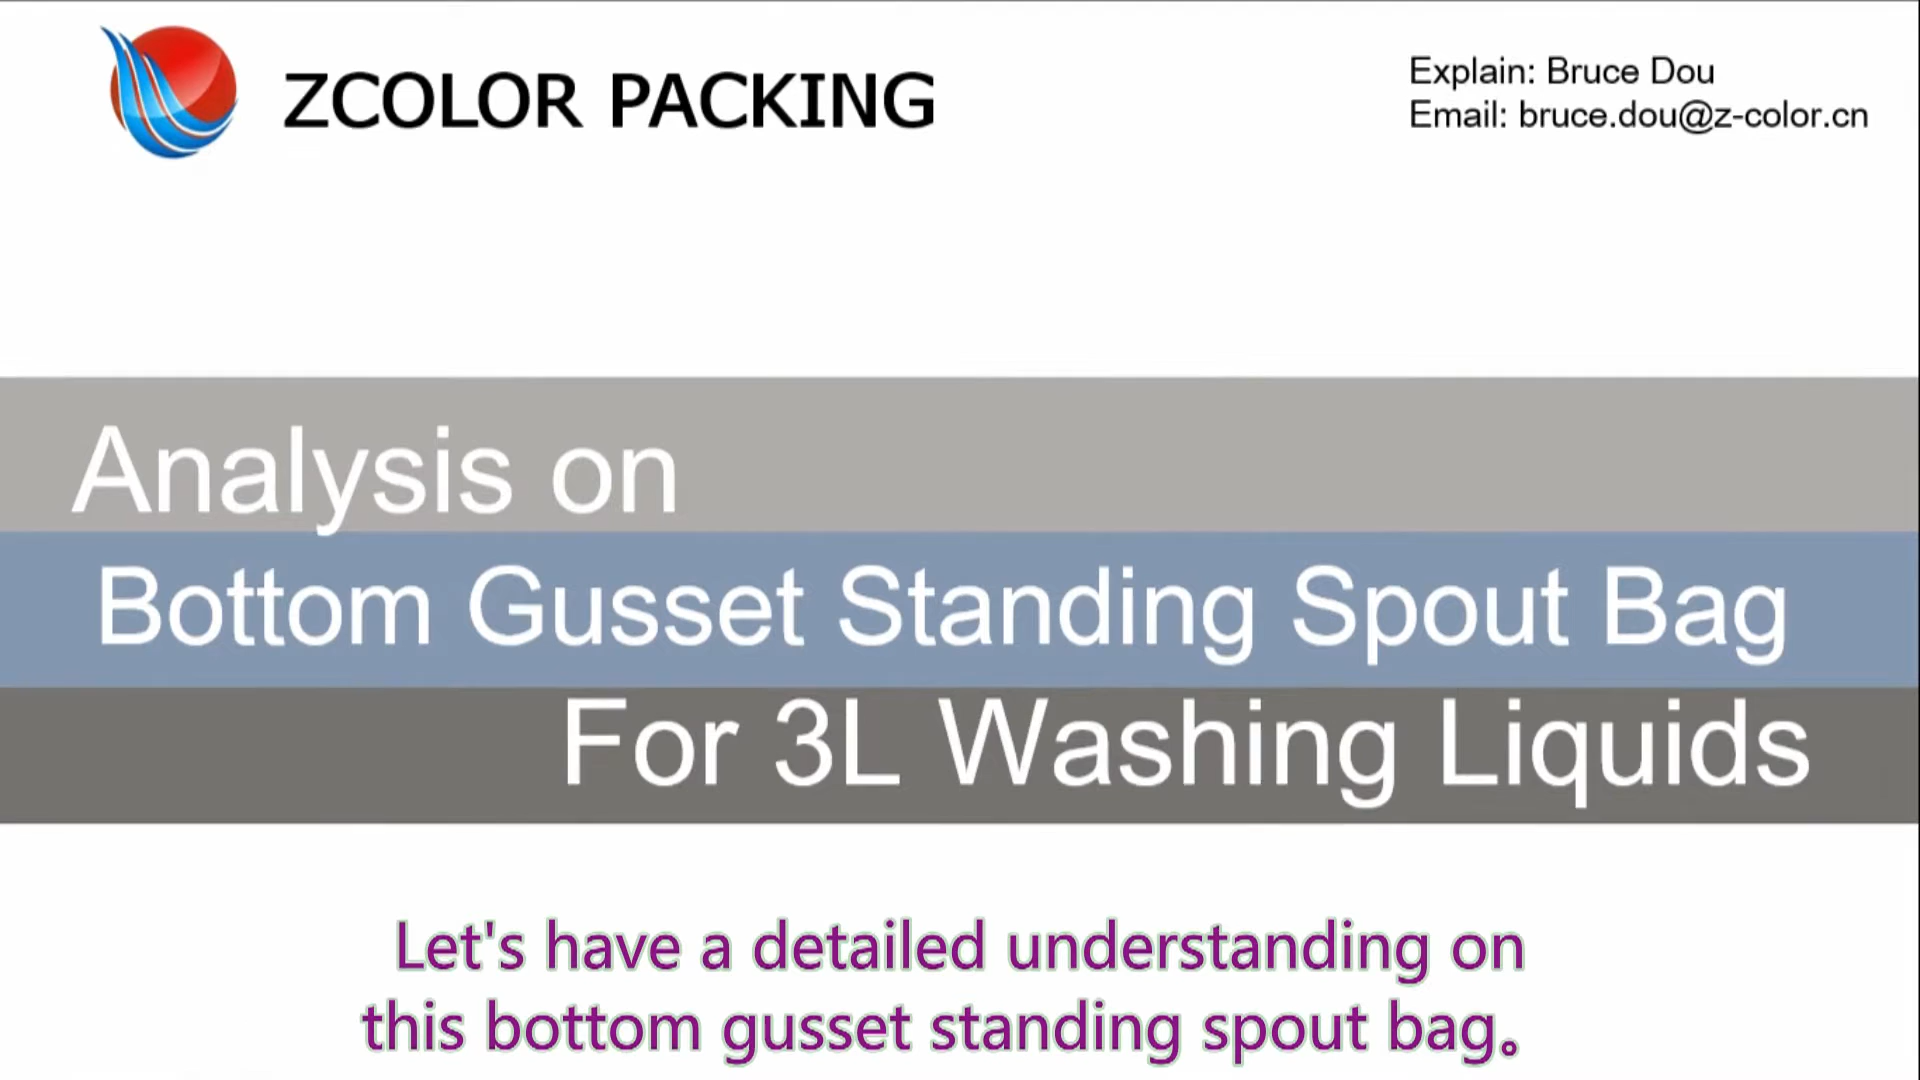 ZCOLOR PACKING
Explain: Bruce Dou
Email: bruce.dou@z-color.cn
Analysis on
Bottom Gusset Standing Spout Bag
For 3L Washing Liquids
Let's have a detailed understanding on
this bottom gusset standing spout bag。